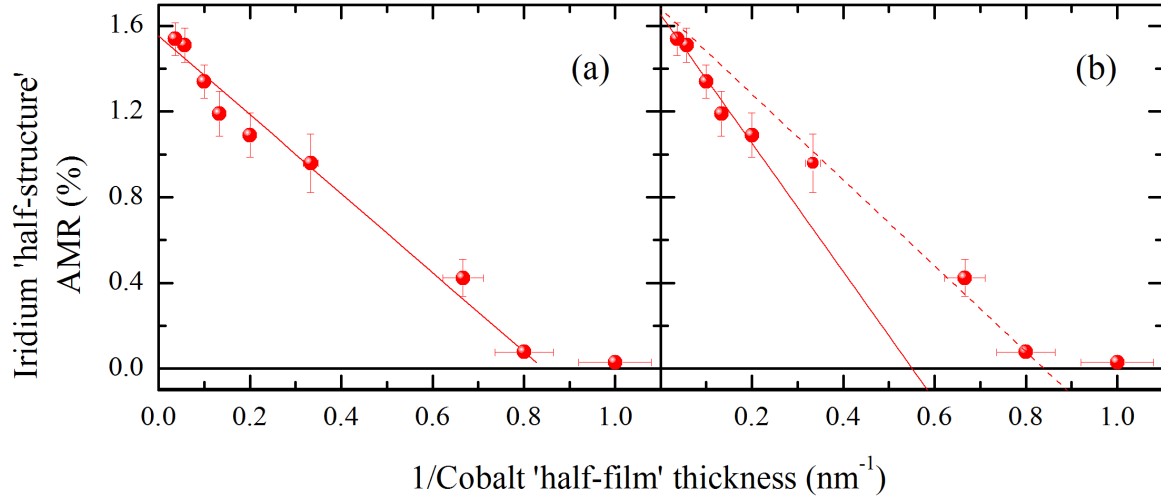 Iridium 'half-structure'
AMR (%)
1.6
1.2
0.8
0.4
0.0
(a)
(b)
0.0 0.2 0.4 0.6 0.8 1.0 0.2 0.4 0.6 0.8 1.0
1/Cobalt 'half-film' thickness (nm⁻¹)